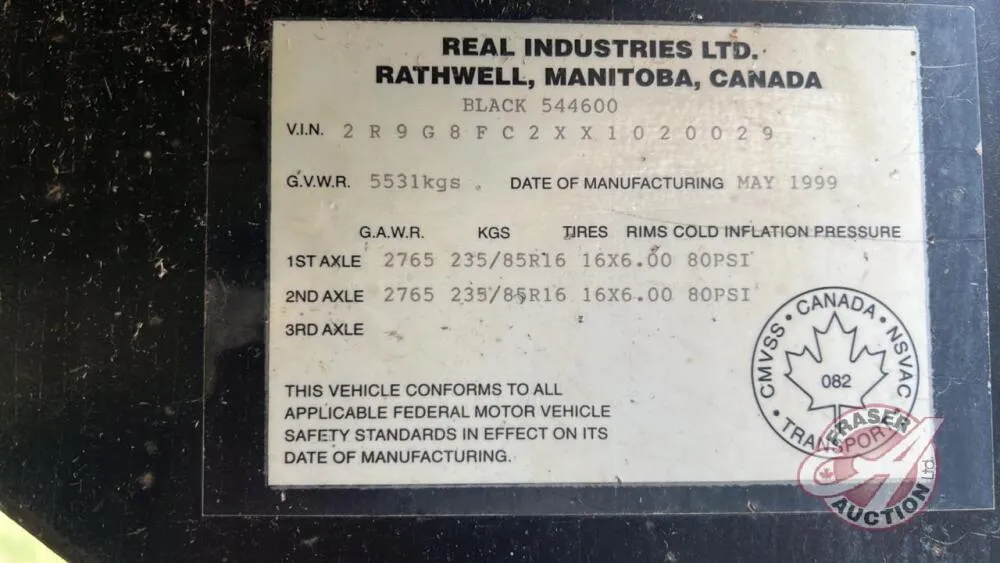 REAL INDUSTRIES LTD.
RATHWELL, MANITOBA, CANADA
BLACK 544600
V.I.N. 2R9G8FC2XX1020029
G.V.W.R. 5531kgs. DATE OF MANUFACTURING MAY 1999
G.A.W.R. KGS TIRES RIMS COLD INFLATION PRESSURE
1ST AXLE 2765 235/85R16 16X6.00 80PSI
2ND AXLE 2765 235/85R16 16X6.00 80PSI
3RD AXLE
THIS VEHICLE CONFORMS TO ALL
APPLICABLE FEDERAL MOTOR VEHICLE
SAFETY STANDARDS IN EFFECT ON ITS
DATE OF MANUFACTURING.
CMVSS • CANADA • NSVAC • TRANSPORT
082
FRASER
AUCTION Ltd.